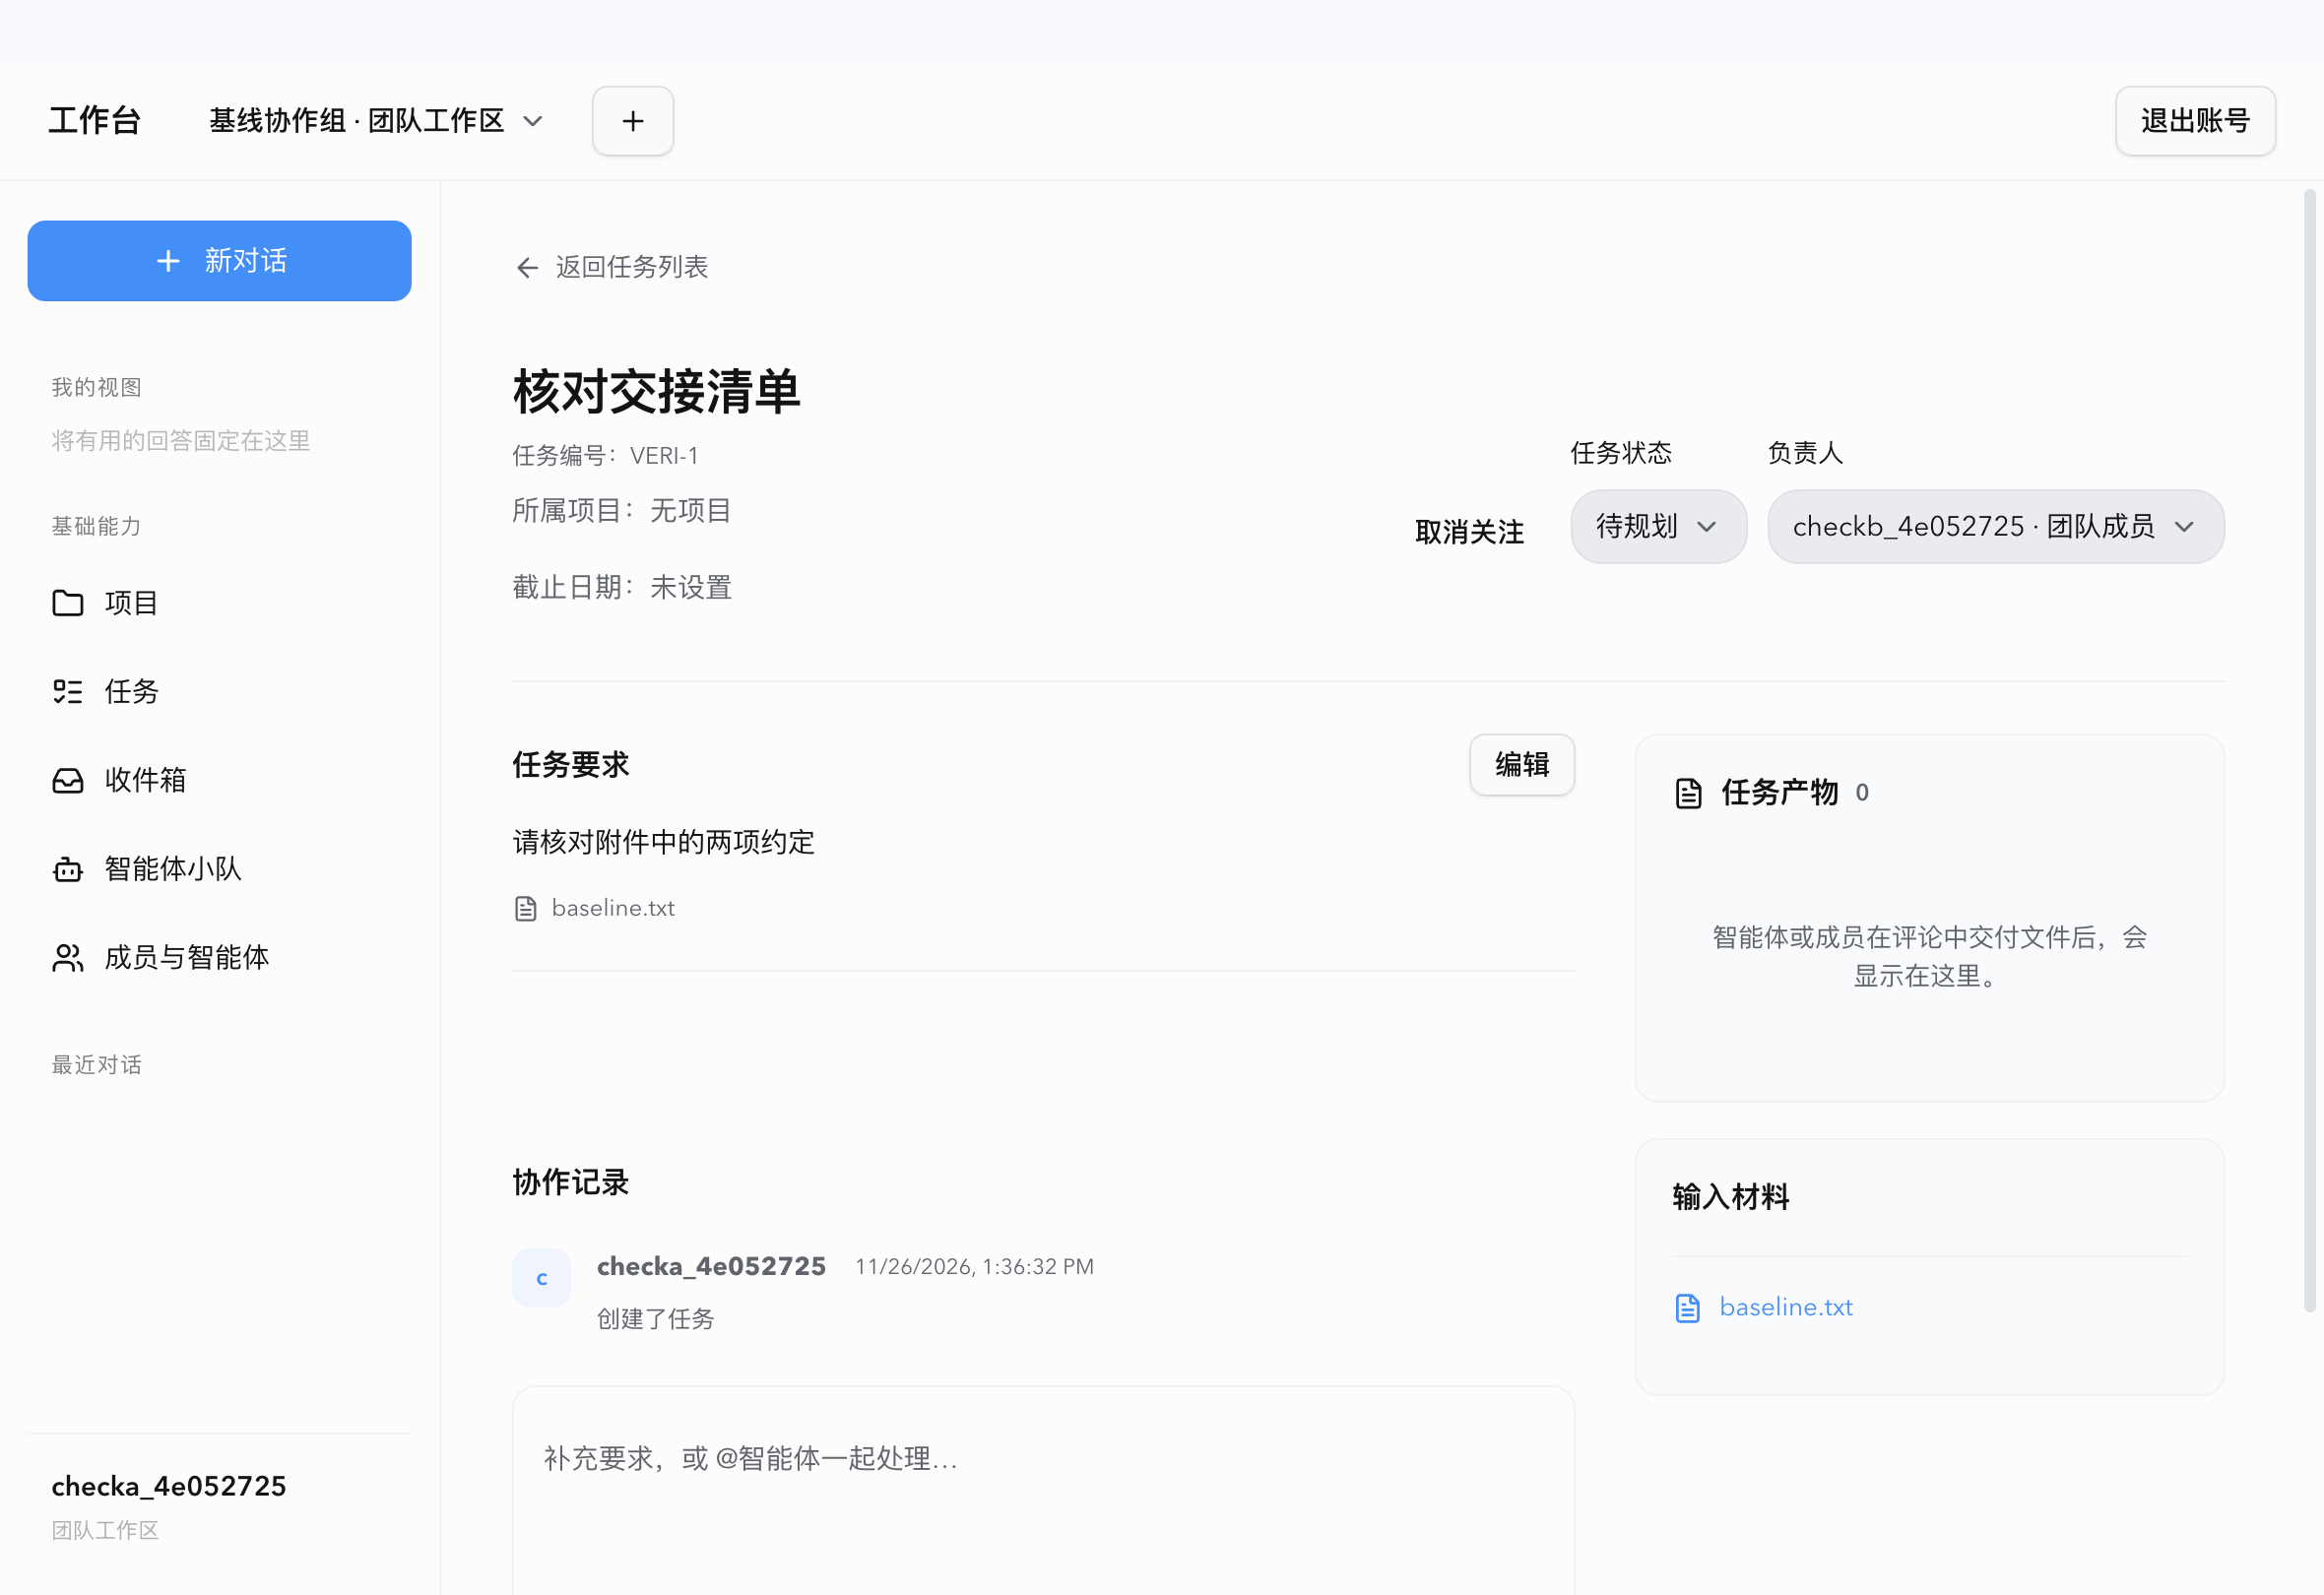 工作台
基线协作组 · 团队工作区
+
退出账号
+ 新对话
我的视图
将有用的回答固定在这里
基础能力
项目
任务
收件箱
智能体小队
成员与智能体
最近对话
checka_4e052725
团队工作区
返回任务列表
核对交接清单
任务编号：VERI-1
所属项目：无项目
截止日期：未设置
取消关注
任务状态
待规划
负责人
checkb_4e052725 · 团队成员
任务要求
编辑
请核对附件中的两项约定
baseline.txt
协作记录
c
checka_4e052725 11/26/2026, 1:36:32 PM
创建了任务
补充要求，或 @智能体一起处理…
任务产物 0
智能体或成员在评论中交付文件后，会
显示在这里。
输入材料
baseline.txt